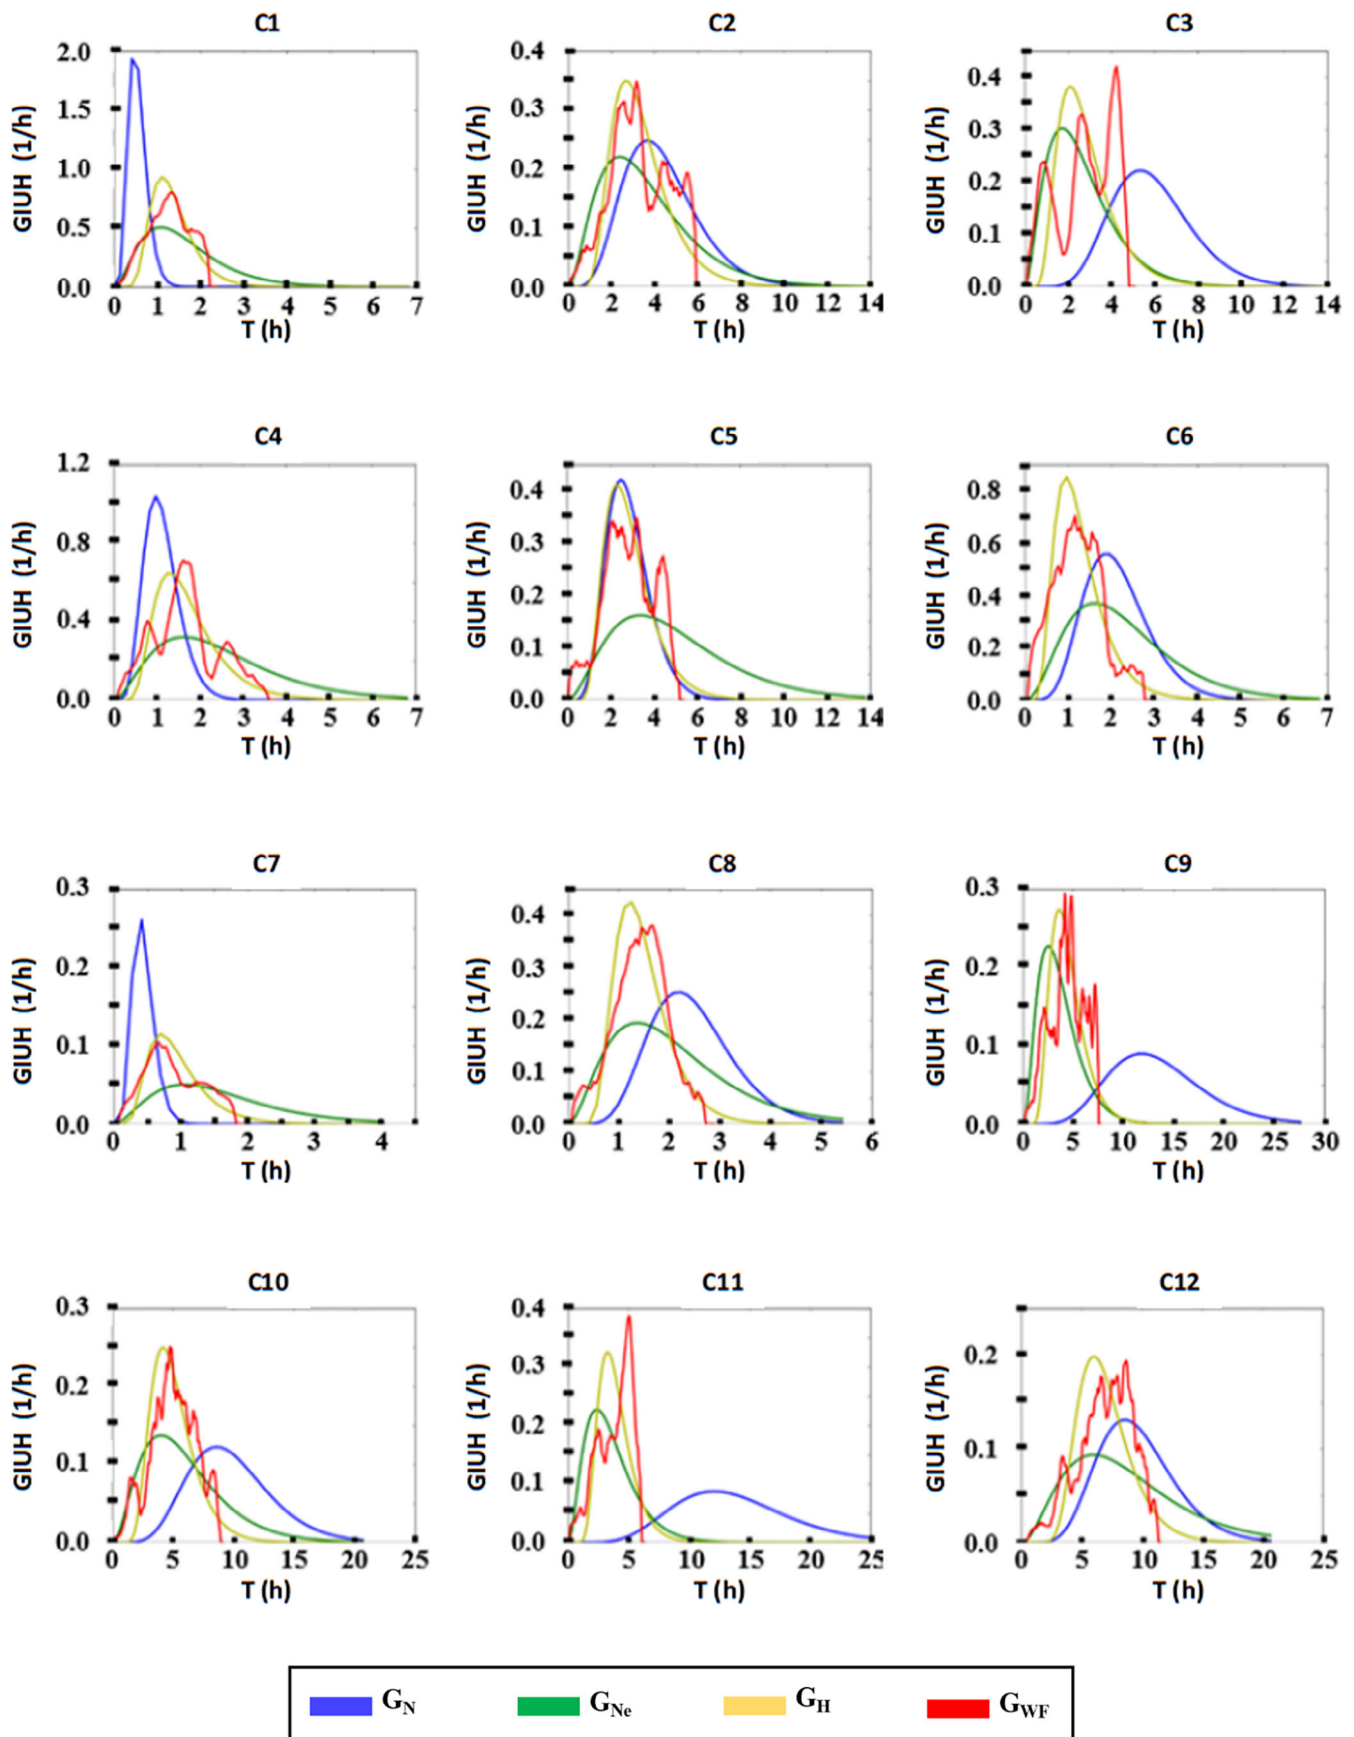 C1 C2 C3
GIUH (1/h) 2.0 1.5 1.0 0.5 0.0
0 1 2 3 4 5 6 7
T (h)
GIUH (1/h) 0.4 0.3 0.2 0.1 0.0
0 2 4 6 8 10 12 14
T (h)
GIUH (1/h) 0.4 0.3 0.2 0.1 0.0
0 2 4 6 8 10 12 14
T (h)
C4 C5 C6
GIUH (1/h) 1.2 0.8 0.4 0.0
0 1 2 3 4 5 6 7
T (h)
GIUH (1/h) 0.4 0.3 0.2 0.1 0.0
0 2 4 6 8 10 12 14
T (h)
GIUH (1/h) 0.8 0.6 0.4 0.2 0.0
0 1 2 3 4 5 6 7
T (h)
C7 C8 C9
GIUH (1/h) 0.3 0.2 0.1 0.0
0 1 2 3 4
T (h)
GIUH (1/h) 0.4 0.3 0.2 0.1 0.0
0 1 2 3 4 5 6
T (h)
GIUH (1/h) 0.3 0.2 0.1 0.0
0 5 10 15 20 25 30
T (h)
C10 C11 C12
GIUH (1/h) 0.3 0.2 0.1 0.0
0 5 10 15 20 25
T (h)
GIUH (1/h) 0.4 0.3 0.2 0.1 0.0
0 5 10 15 20 25
T (h)
GIUH (1/h) 0.2 0.1 0.0
0 5 10 15 20 25
T (h)
G_N G_Ne G_H G_WF